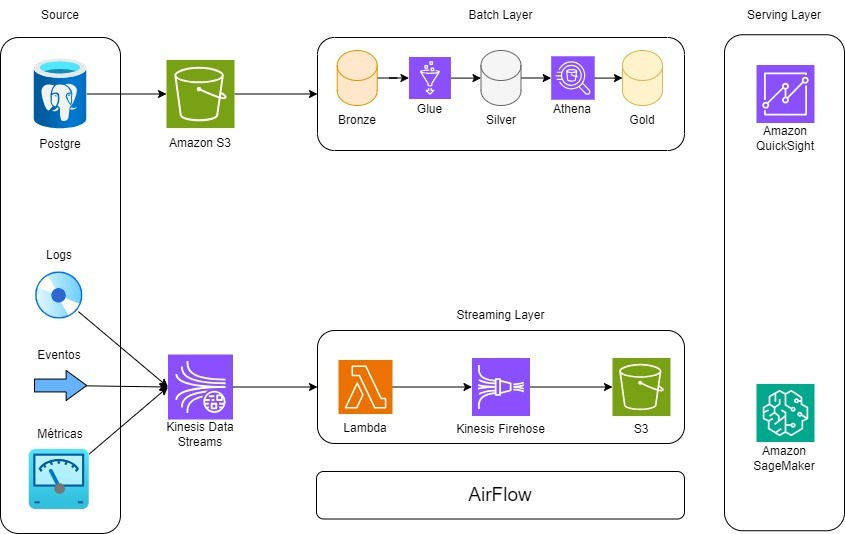 Source
Batch Layer
Serving Layer
Postgre
Amazon S3
Bronze
Glue
Silver
Athena
Gold
Amazon
QuickSight
Logs
Eventos
Métricas
Kinesis Data
Streams
Streaming Layer
Lambda
Kinesis Firehose
S3
AirFlow
Amazon
SageMaker